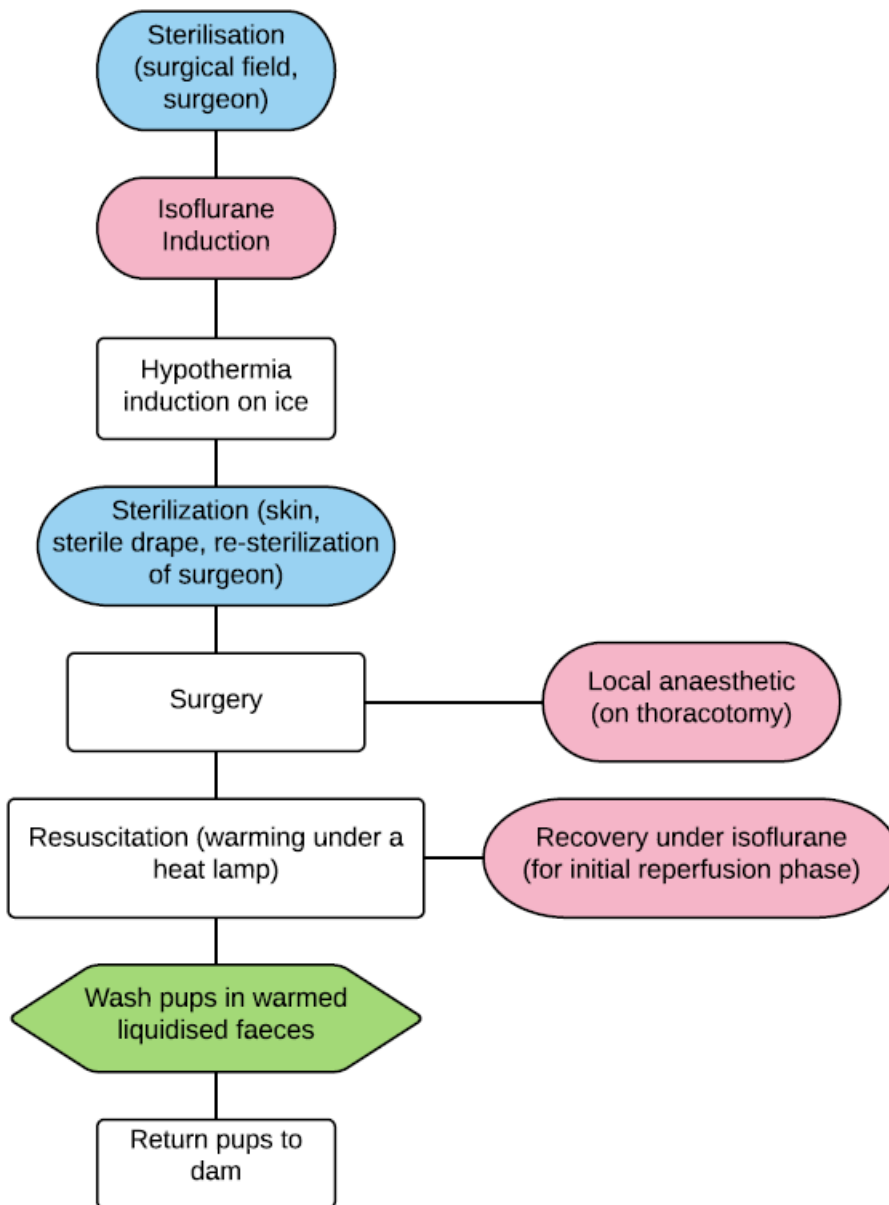 Sterilisation
(surgical field,
surgeon)
Isoflurane
Induction
Hypothermia
induction on ice
Sterilization (skin,
sterile drape, re-sterilization
of surgeon)
Surgery
Local anaesthetic
(on thoracotomy)
Resuscitation (warming under a
heat lamp)
Recovery under isoflurane
(for initial reperfusion phase)
Wash pups in warmed
liquidised faeces
Return pups to
dam